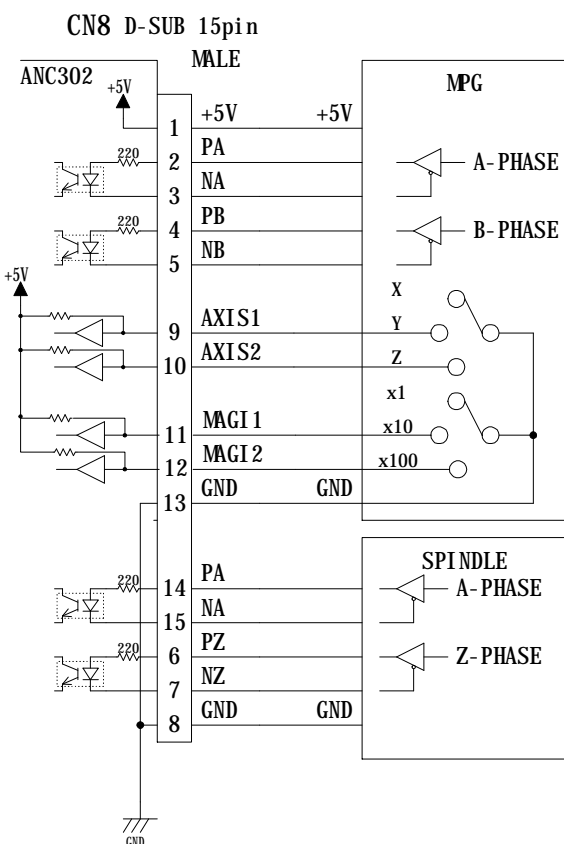 CN8 D-SUB 15pin
MALE
ANC302
MPG
+5V
1 +5V +5V
220 2 PA A-PHASE
3 NA
220 4 PB B-PHASE
5 NB
+5V
X
9 AXIS1 Y
10 AXIS2 Z
x1
11 MAGI1 x10
12 MAGI2 x100
13 GND GND
SPINDLE
220 14 PA A-PHASE
15 NA
220 6 PZ Z-PHASE
7 NZ
8 GND GND
GND